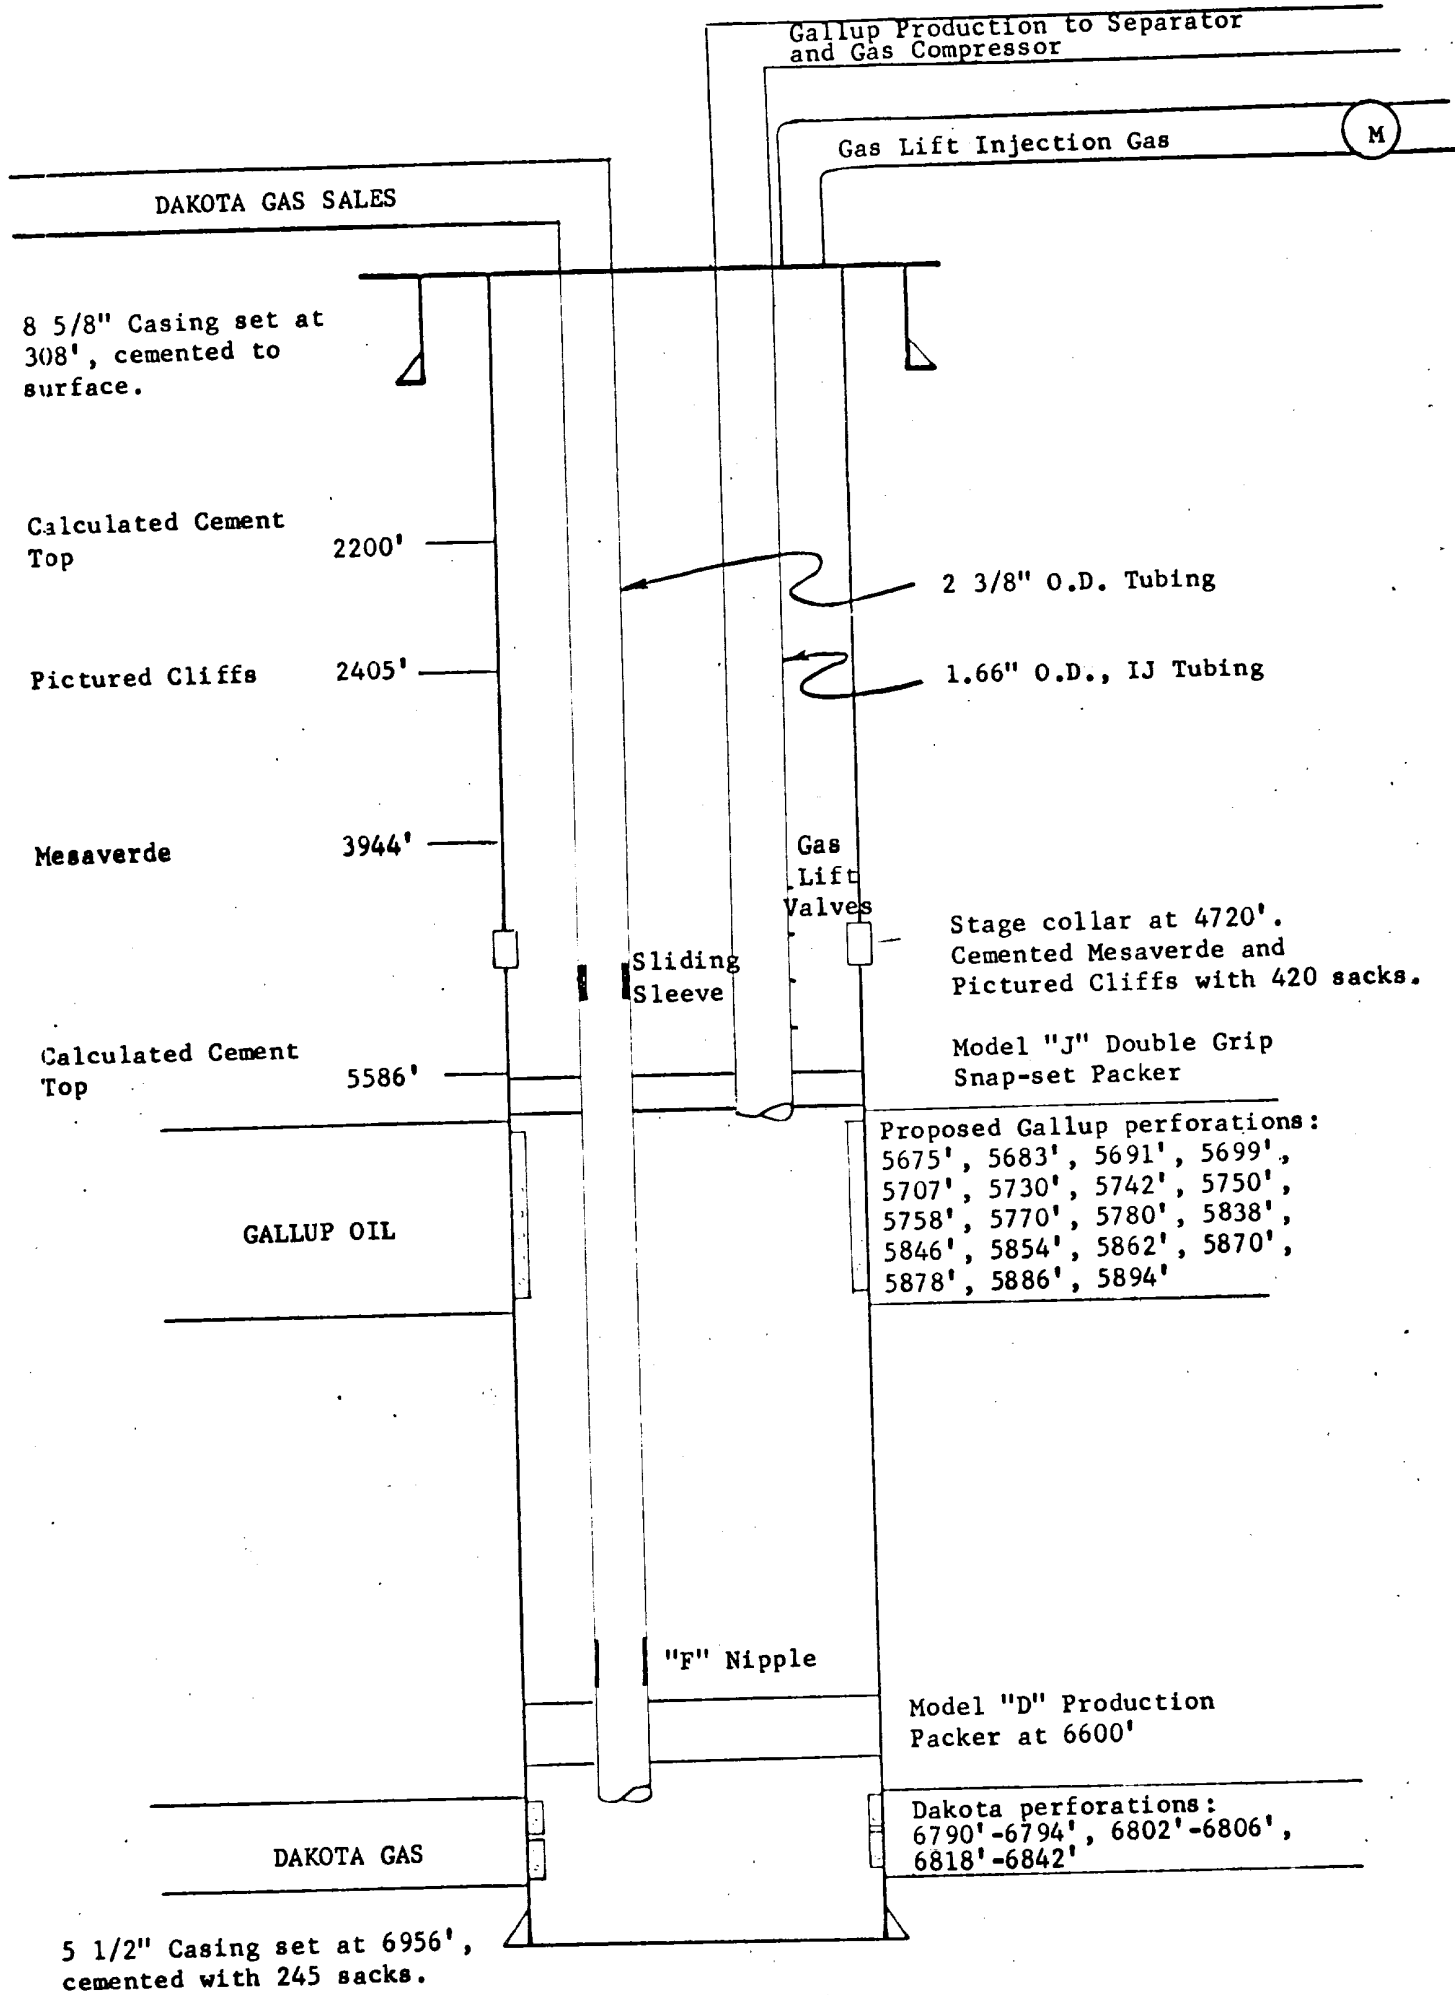 Gallup Production to Separator
and Gas Compressor
Gas Lift Injection Gas
M
DAKOTA GAS SALES
8 5/8" Casing set at
308', cemented to
surface.
Calculated Cement
Top 2200'
2 3/8" O.D. Tubing
Pictured Cliffs 2405'
1.66" O.D., IJ Tubing
Mesaverde 3944'
Gas
Lift
Valves
Stage collar at 4720'.
Cemented Mesaverde and
Pictured Cliffs with 420 sacks.
Sliding
Sleeve
Calculated Cement
Top 5586'
Model "J" Double Grip
Snap-set Packer
Proposed Gallup perforations:
5675', 5683', 5691', 5699',
5707', 5730', 5742', 5750',
5758', 5770', 5780', 5838',
5846', 5854', 5862', 5870',
5878', 5886', 5894'
GALLUP OIL
"F" Nipple
Model "D" Production
Packer at 6600'
Dakota perforations:
6790'-6794', 6802'-6806',
6818'-6842'
DAKOTA GAS
5 1/2" Casing set at 6956',
cemented with 245 sacks.